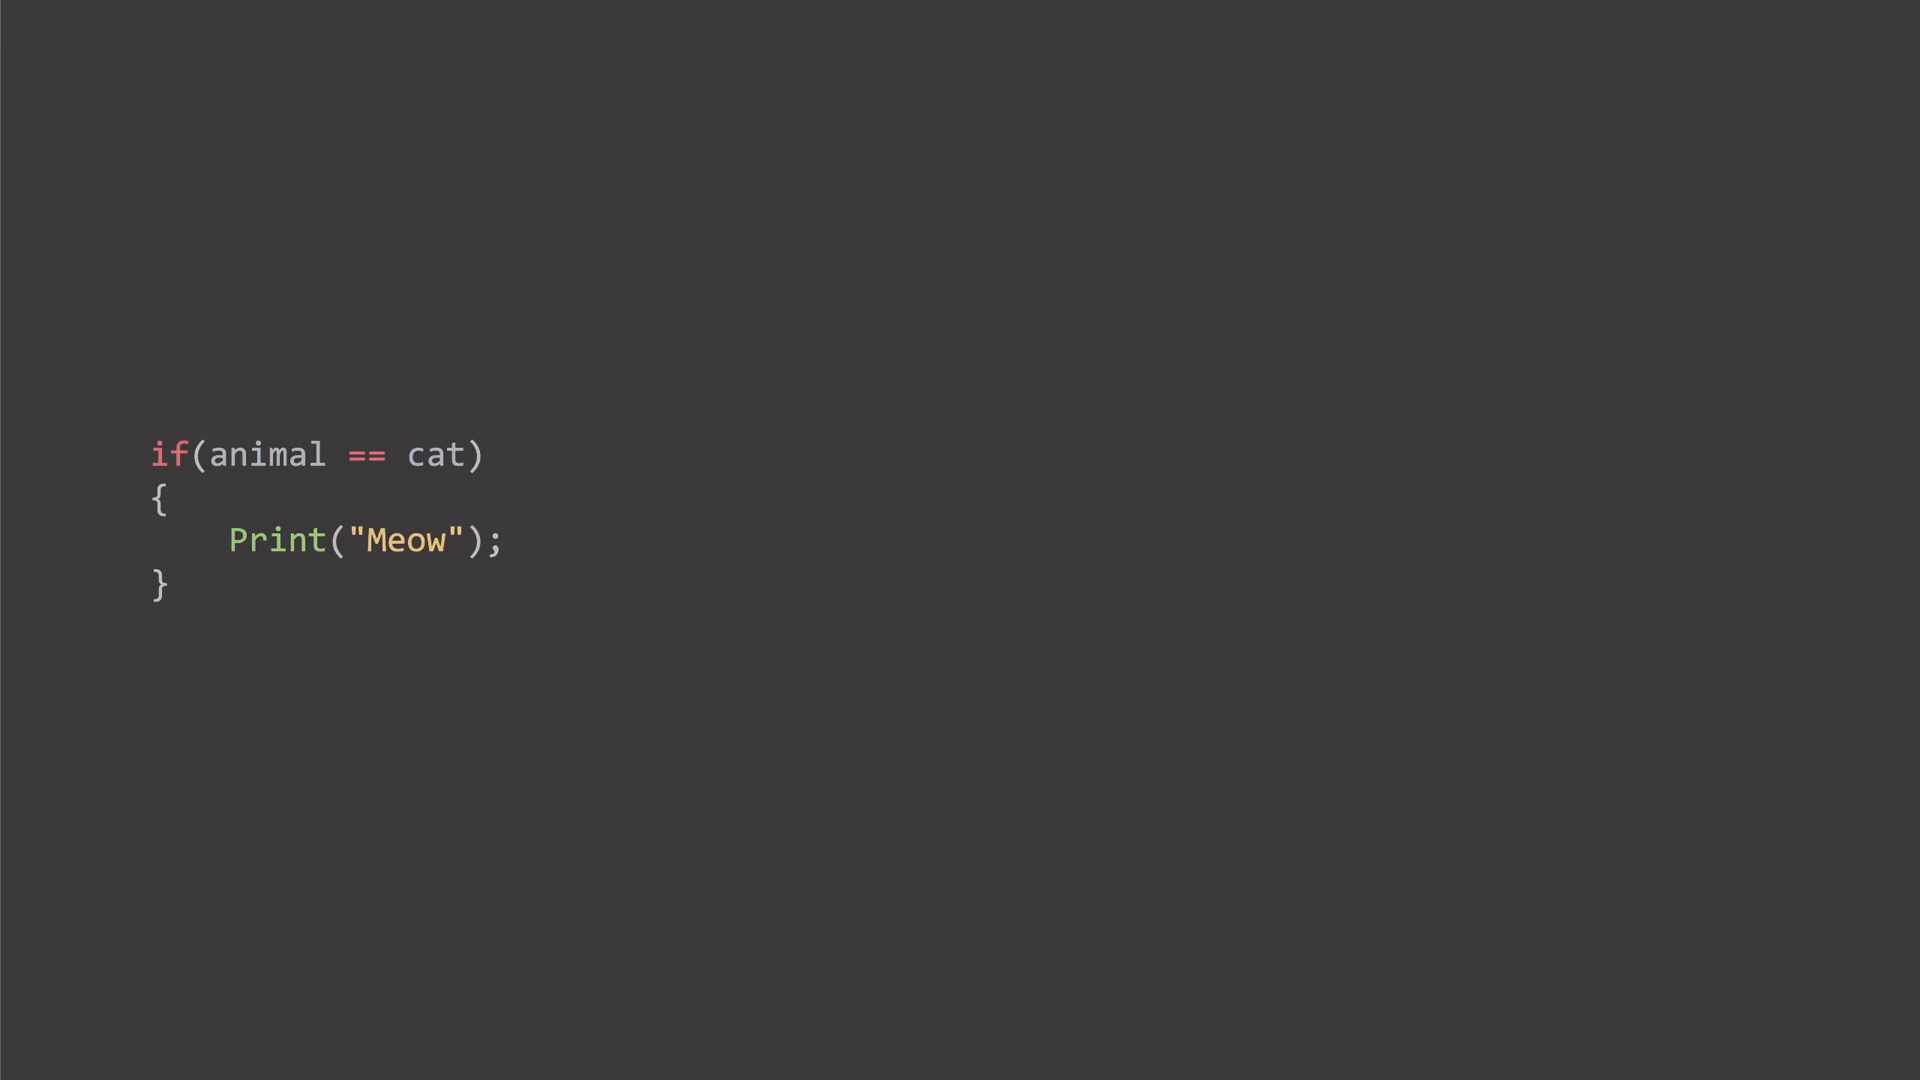 if(animal == cat)
{
    Print("Meow");
}